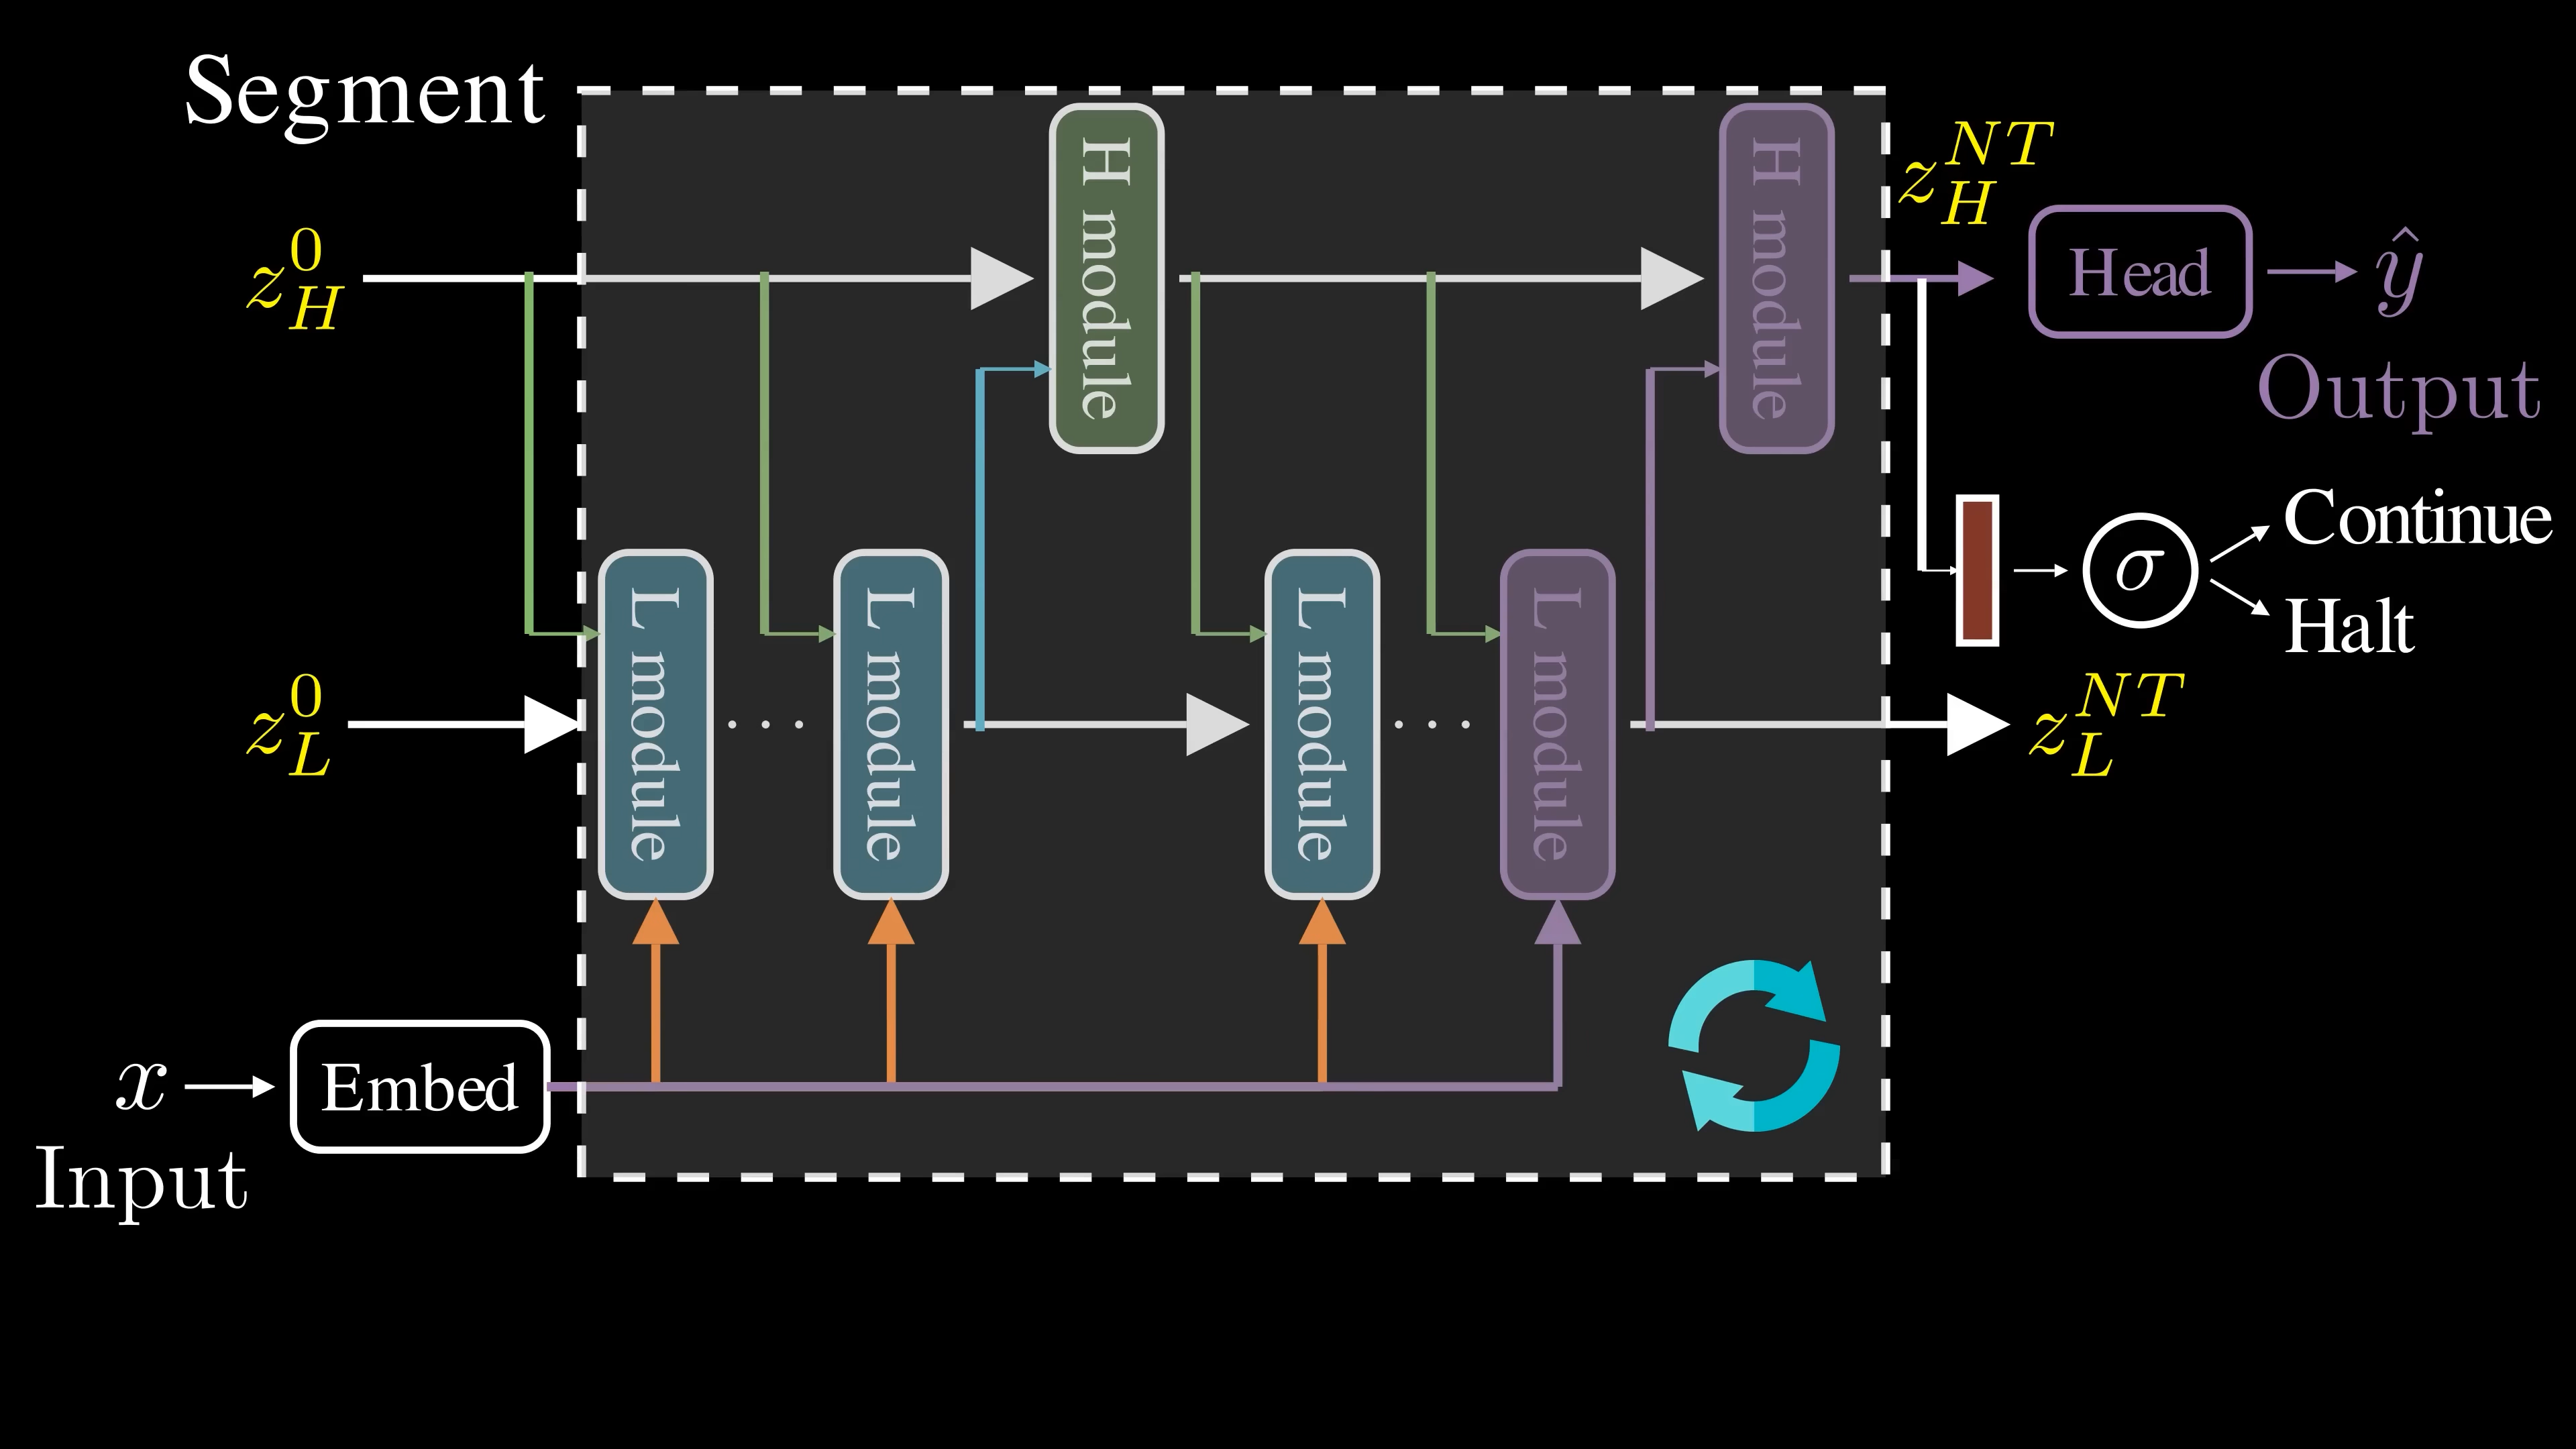 Segment
H module
H module
z_H^{NT}
z_H^0
Head
ŷ
Output
Continue
σ
Halt
L module
L module
L module
L module
z_L^0
. . .
. . .
z_L^{NT}
x
Embed
Input